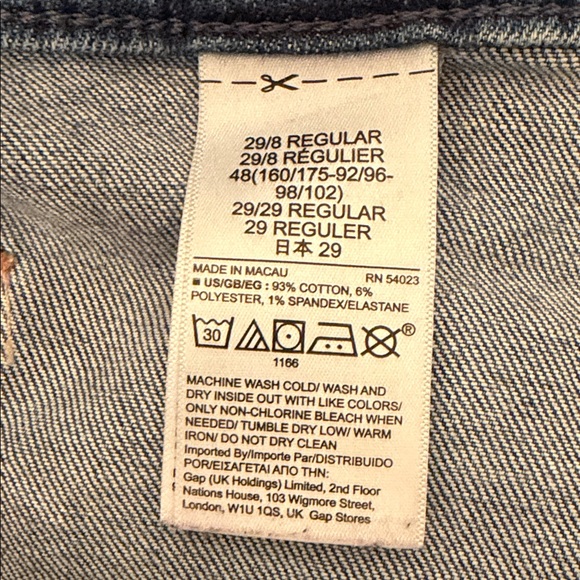 29/8 REGULAR
29/8 RÉGULIER
48(160/175-92/96-
98/102)
29/29 REGULAR
29 REGULER
日本 29
MADE IN MACAU RN 54023
■ US/GB/EG : 93% COTTON, 6%
POLYESTER, 1% SPANDEX/ELASTANE
30 ®
1166
MACHINE WASH COLD/ WASH AND
DRY INSIDE OUT WITH LIKE COLORS/
ONLY NON-CHLORINE BLEACH WHEN
NEEDED/ TUMBLE DRY LOW/ WARM
IRON/ DO NOT DRY CLEAN
Imported By/Importe Par/DISTRIBUIDO
POR/ΕΙΣΑΓΕΤΑΙ ΑΠΟ ΤΗΝ:
Gap (UK Holdings) Limited, 2nd Floor
Nations House, 103 Wigmore Street,
London, W1U 1QS, UK Gap Stores